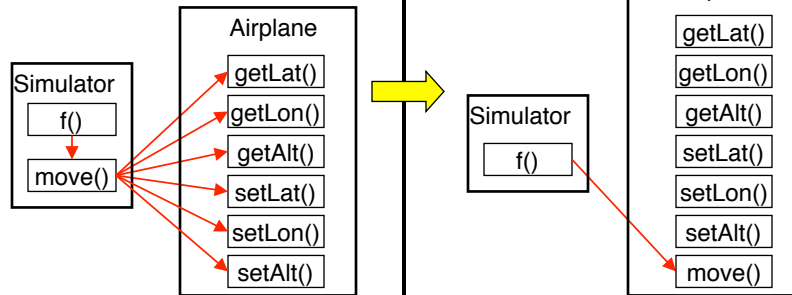 Airplane
getLat()
getLon()
getAlt()
setLat()
setLon()
setAlt()
Simulator
f()
move()
Simulator
f()
getLat()
getLon()
getAlt()
setLat()
setLon()
setAlt()
move()